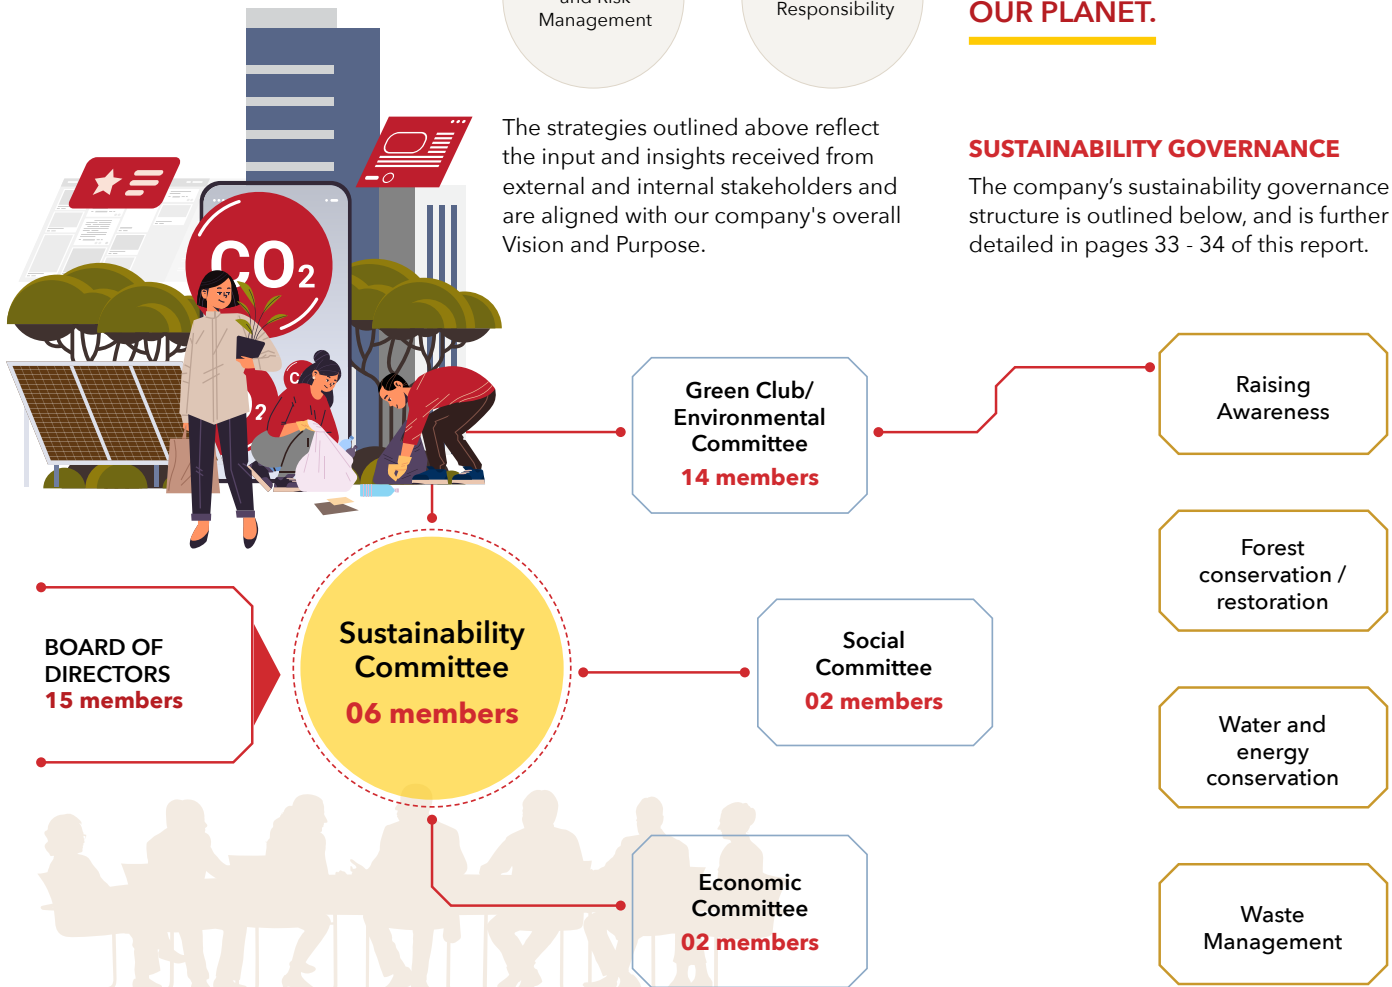 Management
Responsibility
OUR PLANET.
The strategies outlined above reflect
the input and insights received from
external and internal stakeholders and
are aligned with our company's overall
Vision and Purpose.
SUSTAINABILITY GOVERNANCE
The company’s sustainability governance
structure is outlined below, and is further
detailed in pages 33 - 34 of this report.
CO2
Green Club/
Environmental
Committee
14 members
Raising
Awareness
Forest
conservation /
restoration
BOARD OF
DIRECTORS
15 members
Sustainability
Committee
06 members
Social
Committee
02 members
Water and
energy
conservation
Economic
Committee
02 members
Waste
Management